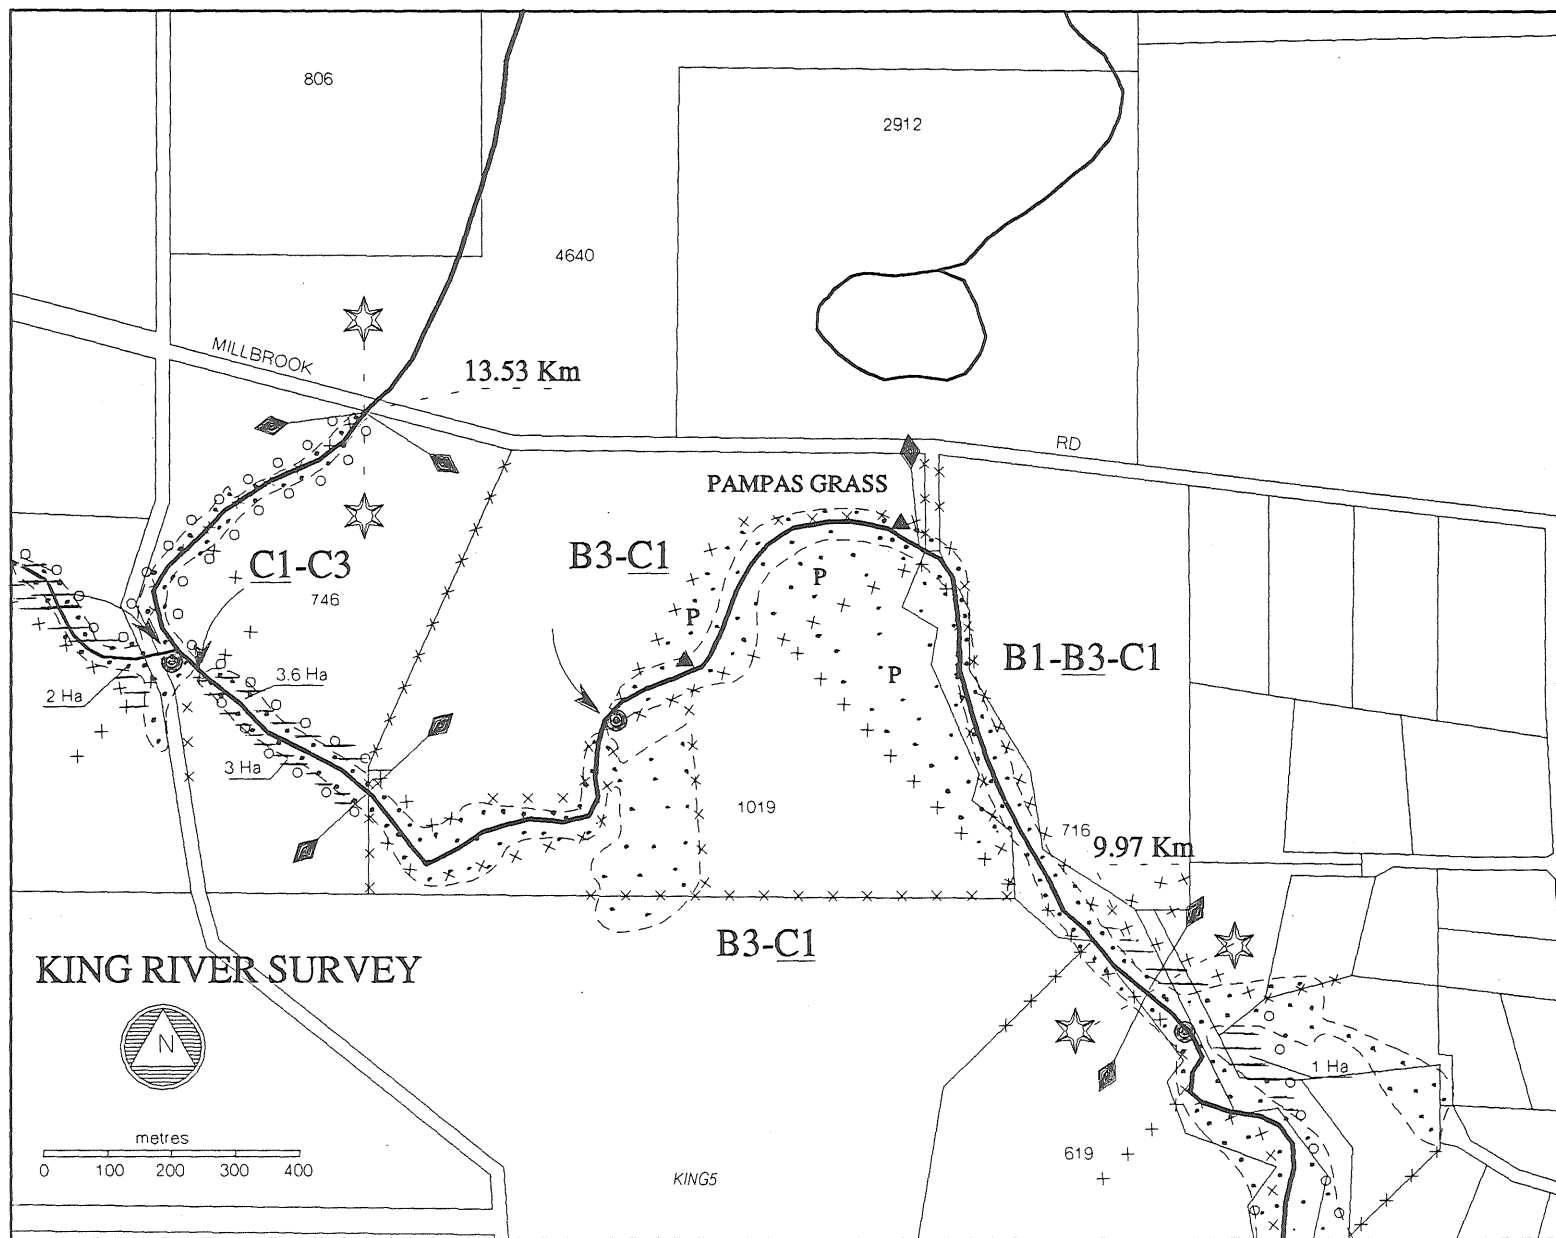 806
2912
4640
MILLBROOK
13.53 Km
RD
PAMPAS GRASS
C1-C3
B3-C1
P
746
P
B1-B3-C1
3.6 Ha
P
2 Ha
3 Ha
1019
716
9.97 Km
B3-C1
KING RIVER SURVEY
N
1 Ha
metres
0 100 200 300 400
619
KING5